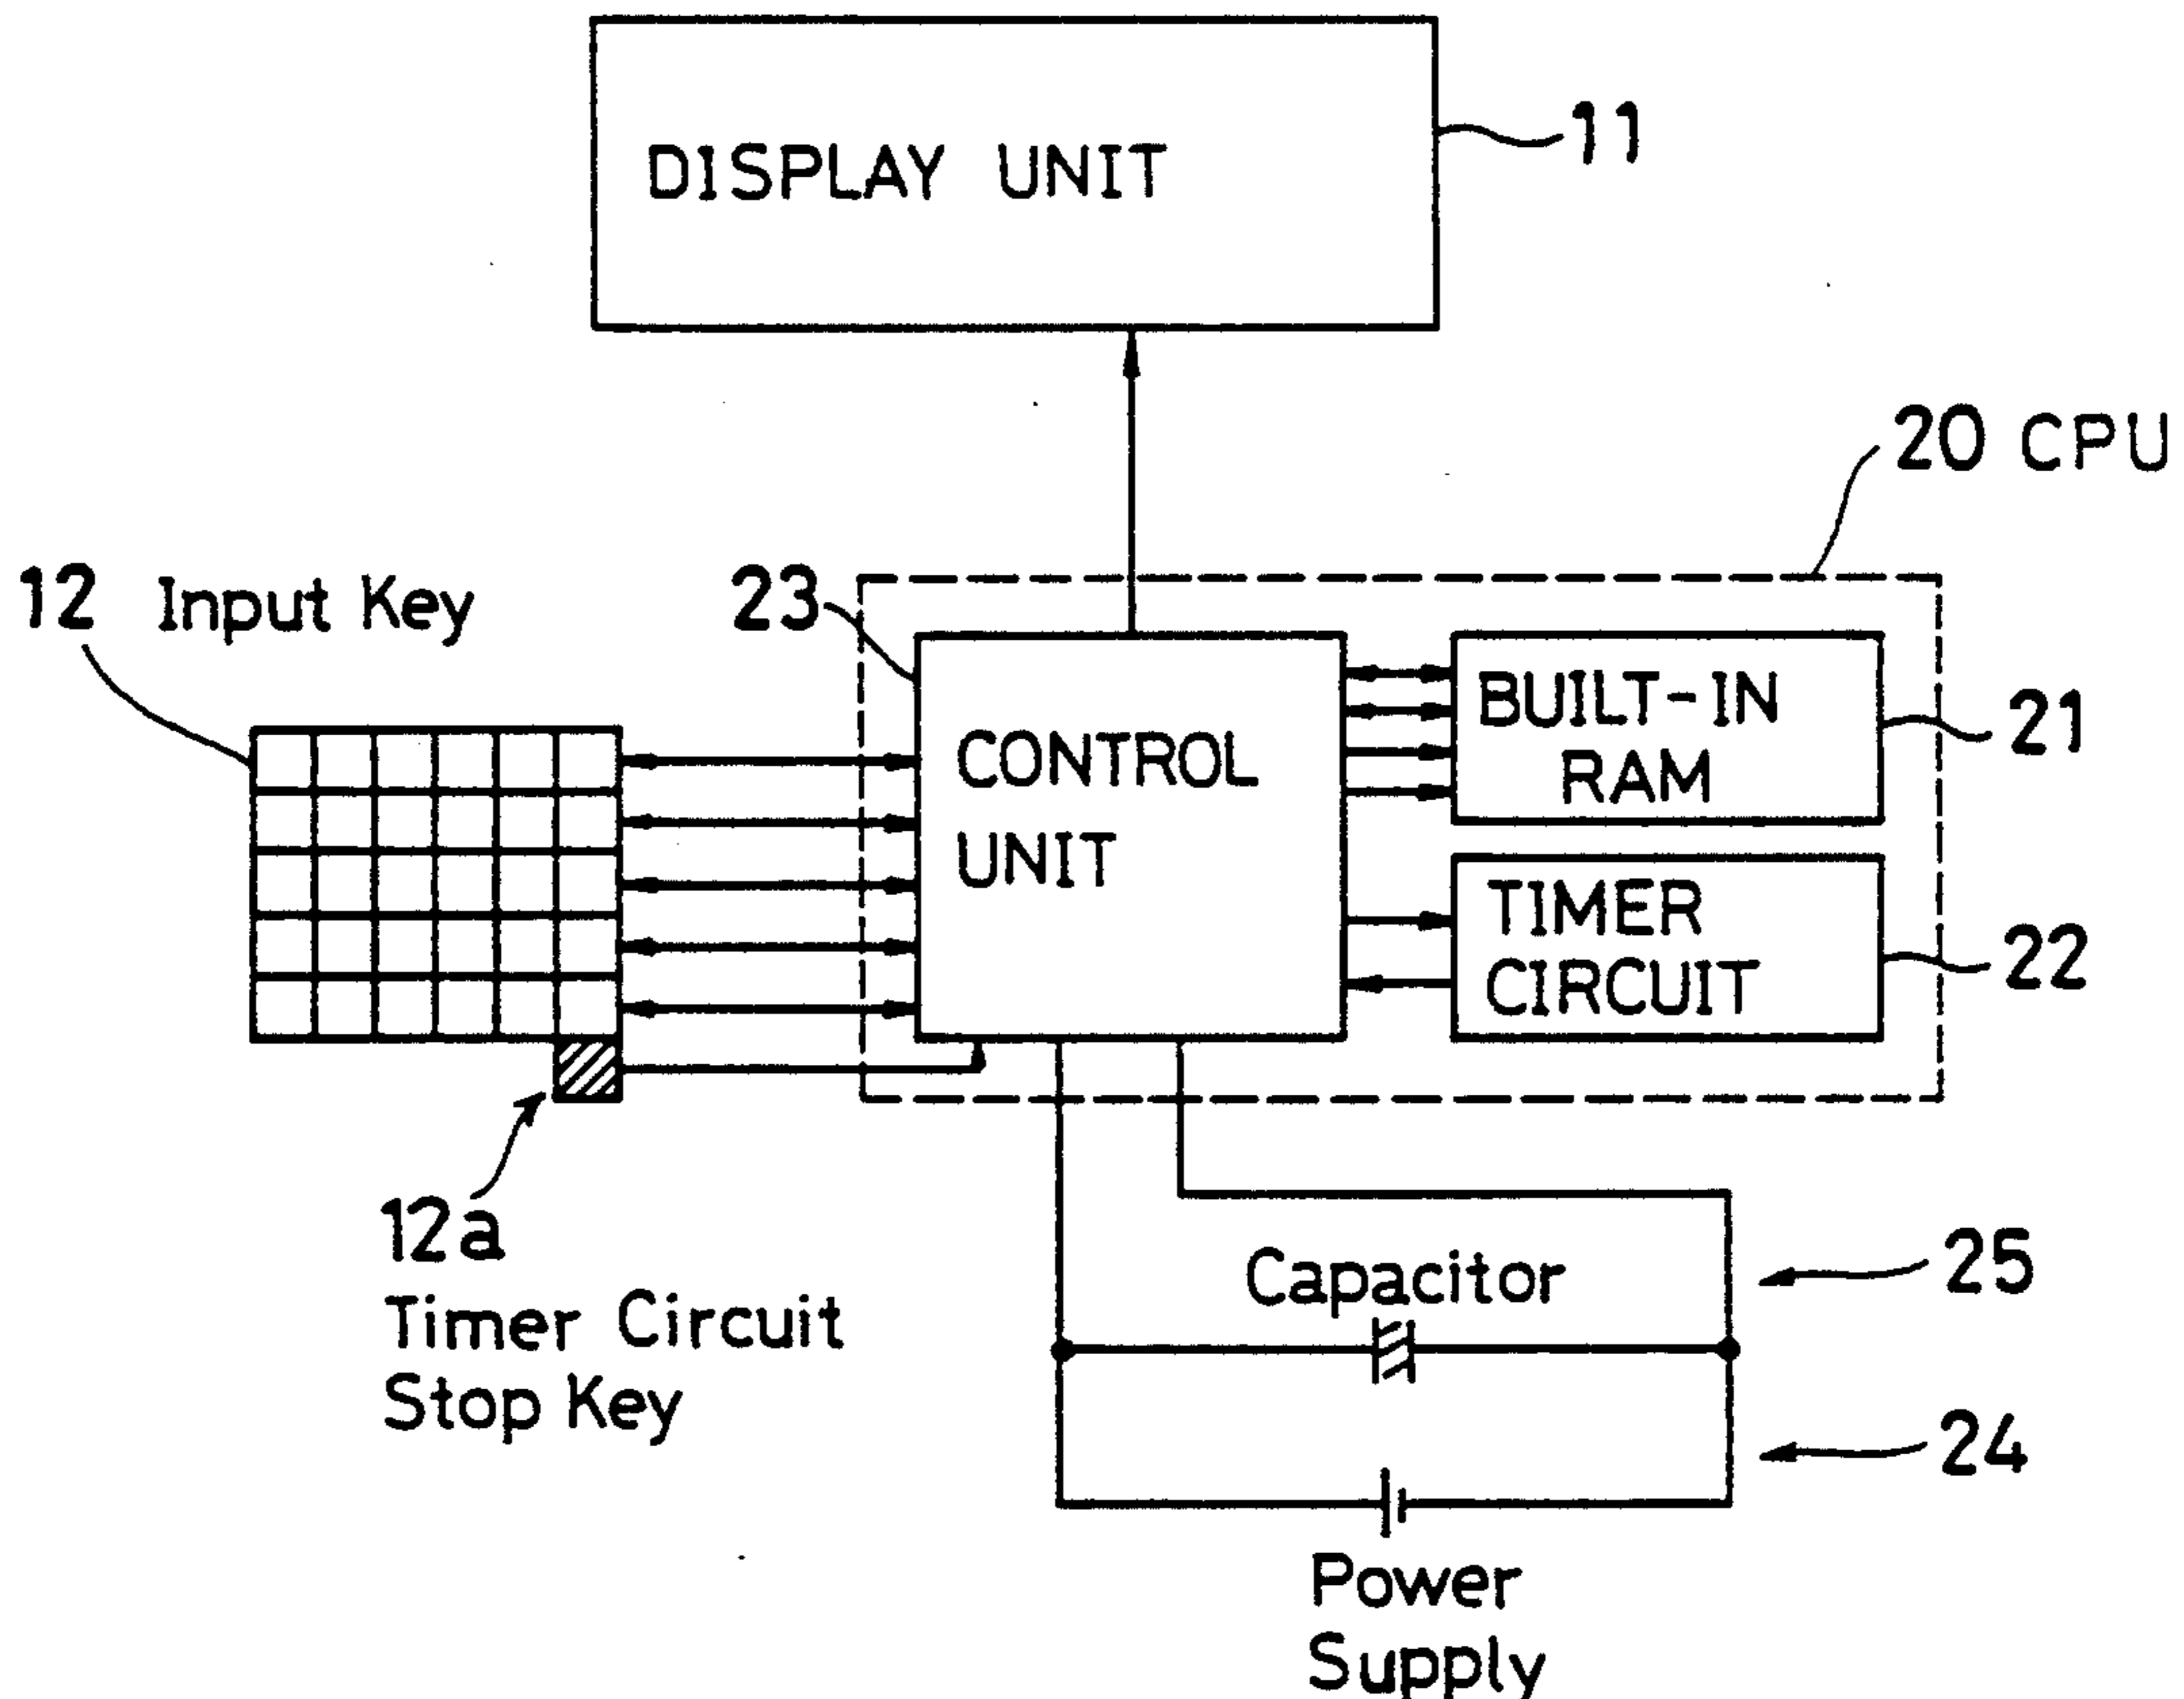 DISPLAY UNIT
11
20 CPU
12 Input Key
23
CONTROL
UNIT
BUILT-IN
RAM
21
TIMER
CIRCUIT
22
12a
Timer Circuit
Stop Key
Capacitor
25
24
Power
Supply